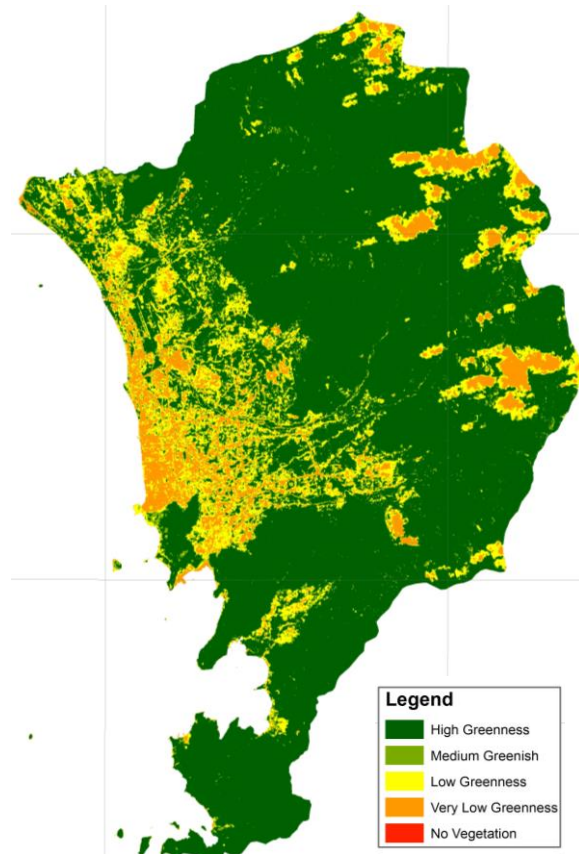 Legend
High Greenness
Medium Greenish
Low Greenness
Very Low Greenness
No Vegetation